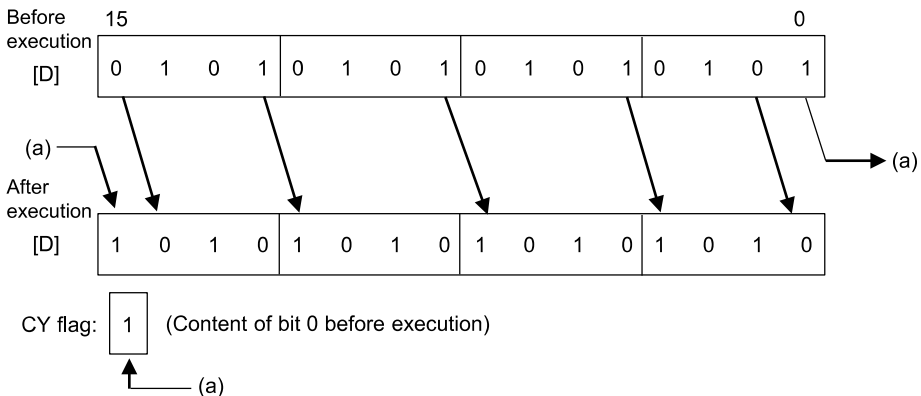 Before execution
15 0
[D] 0 1 0 1 0 1 0 1 0 1 0 1 0 1 0 1
(a) (a)
After execution
[D] 1 0 1 0 1 0 1 0 1 0 1 0 1 0 1 0
CY flag: 1 (Content of bit 0 before execution)
(a)